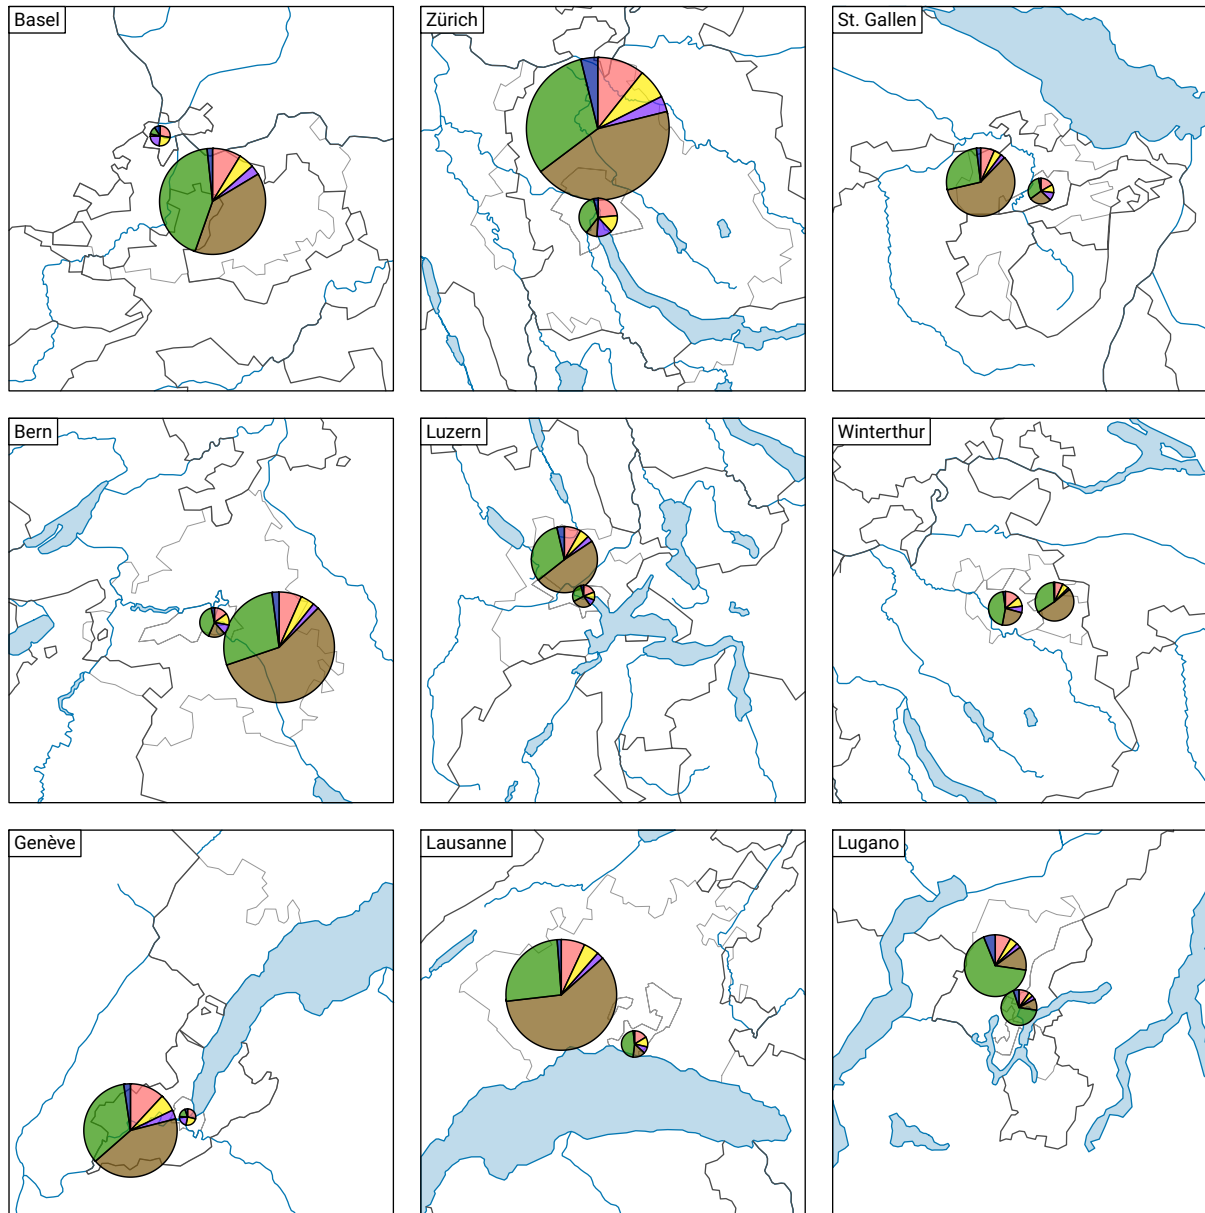 Basel
Zürich
St. Gallen
Bern
Luzern
Winterthur
Genève
Lausanne
Lugano